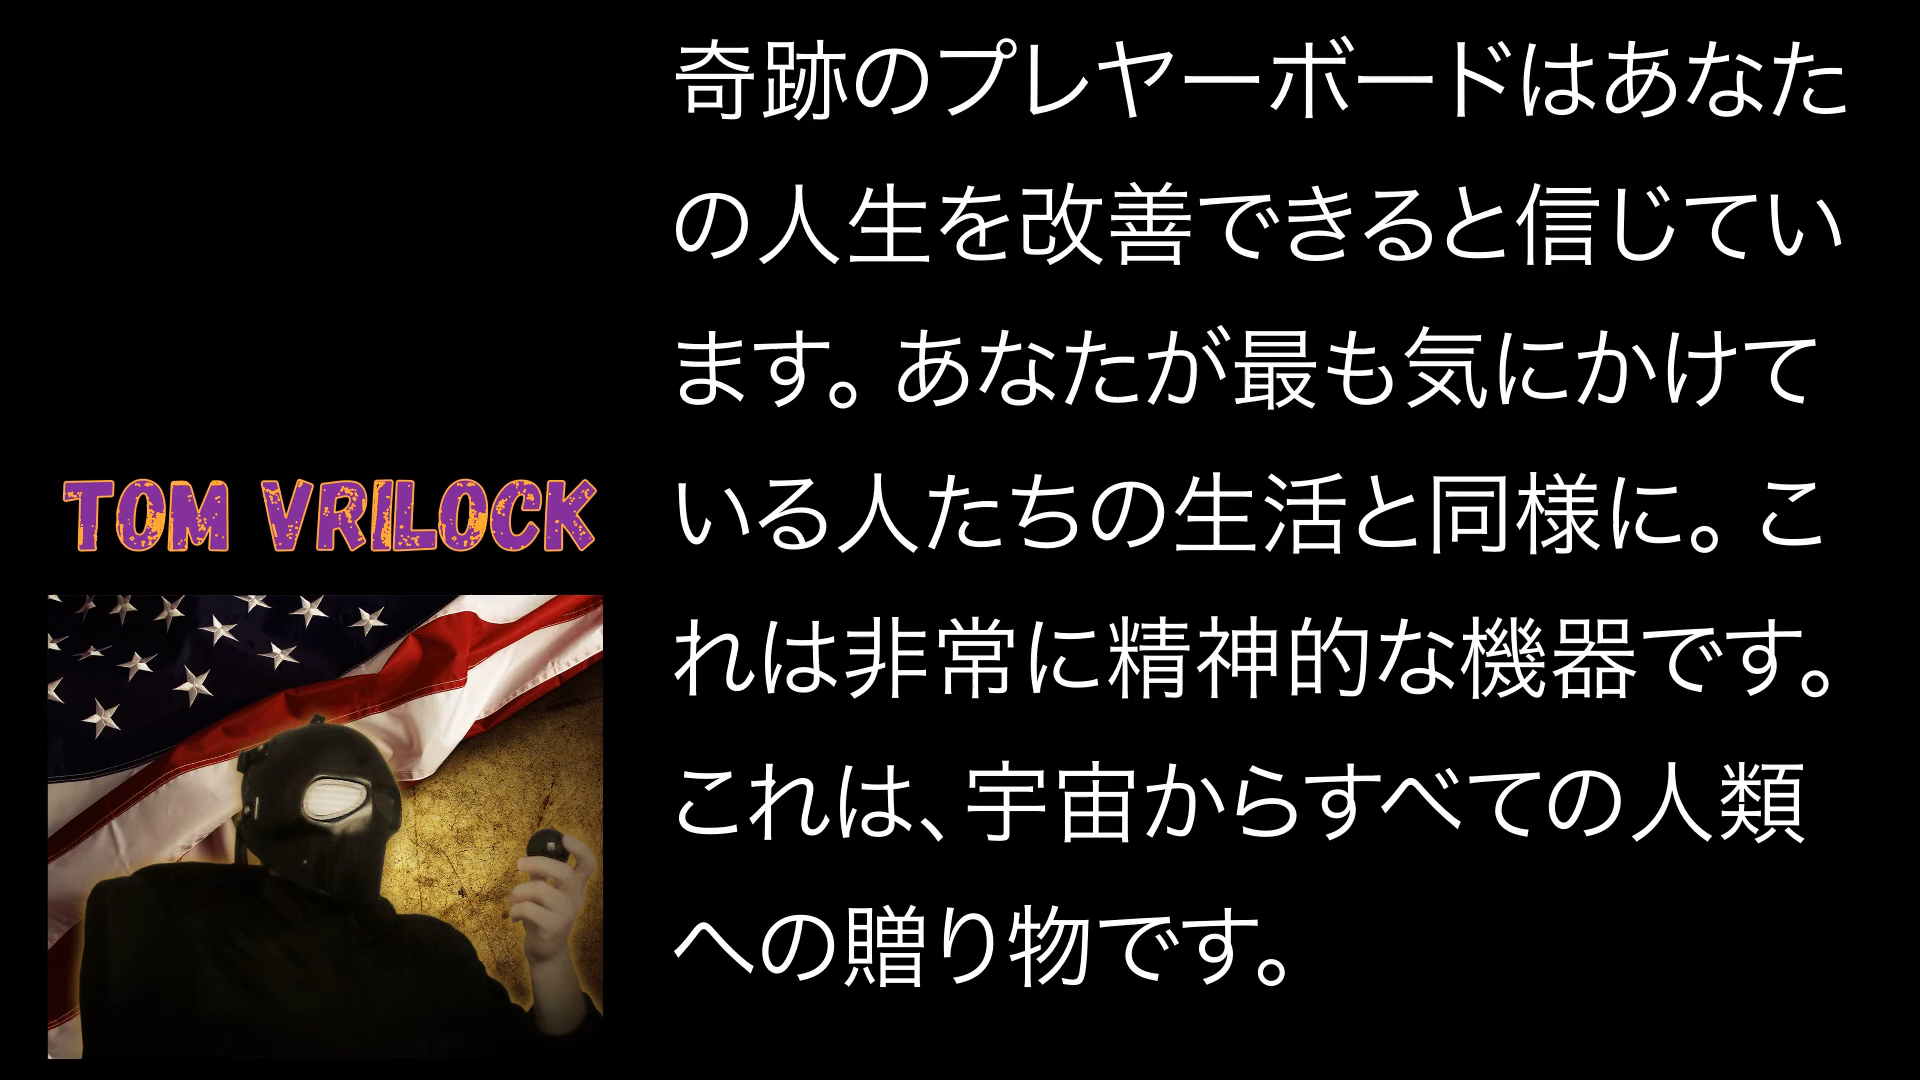 TOM VRILOCK
奇跡のプレヤーボードはあなた
の人生を改善できると信じてい
ます。あなたが最も気にかけて
いる人たちの生活と同様に。こ
れは非常に精神的な機器です。
これは、宇宙からすべての人類
への贈り物です。